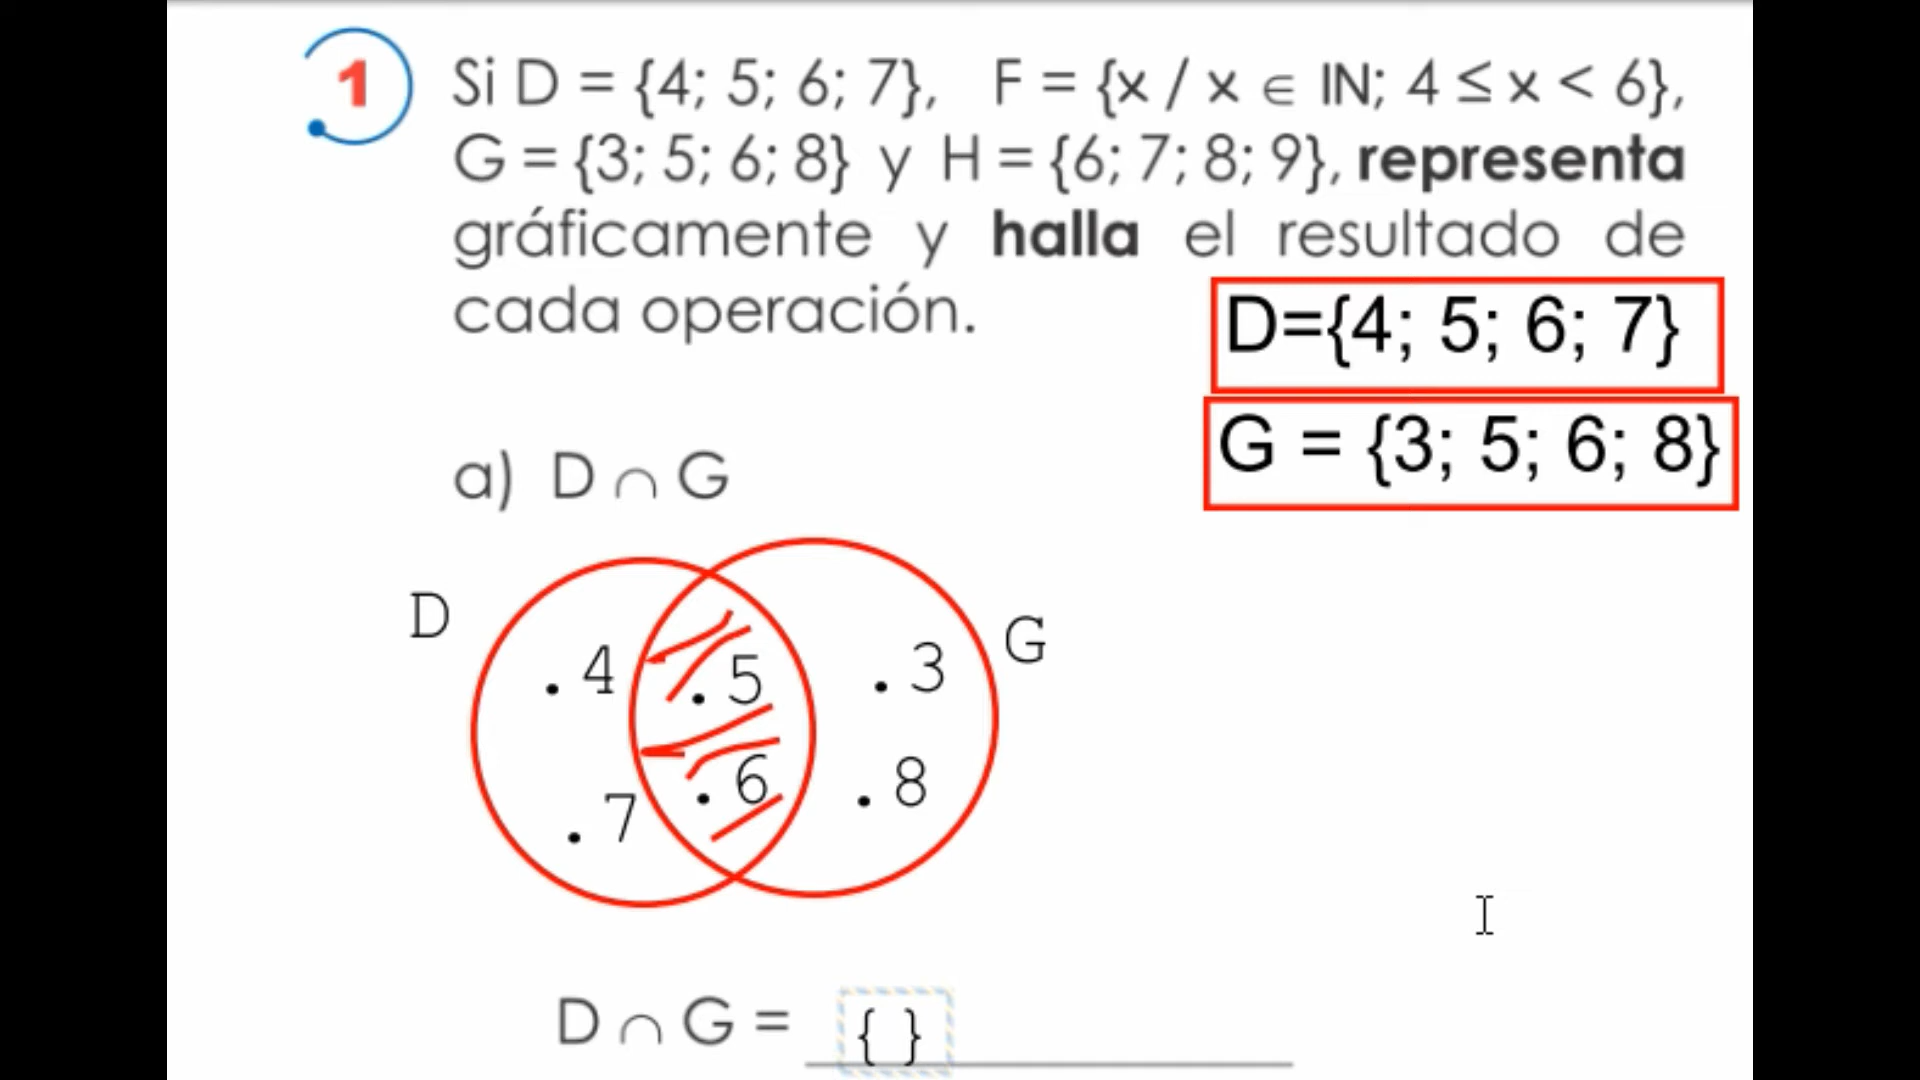 1
Si D = {4; 5; 6; 7}, F = {x / x ∈ IN; 4 ≤ x < 6},
G = {3; 5; 6; 8} y H = {6; 7; 8; 9}, representa
gráficamente y halla el resultado de
cada operación.
D={4; 5; 6; 7}
G = {3; 5; 6; 8}
a) D ∩ G
D
G
. 4
. 5
. 3
. 7
. 6
. 8
D ∩ G = { }